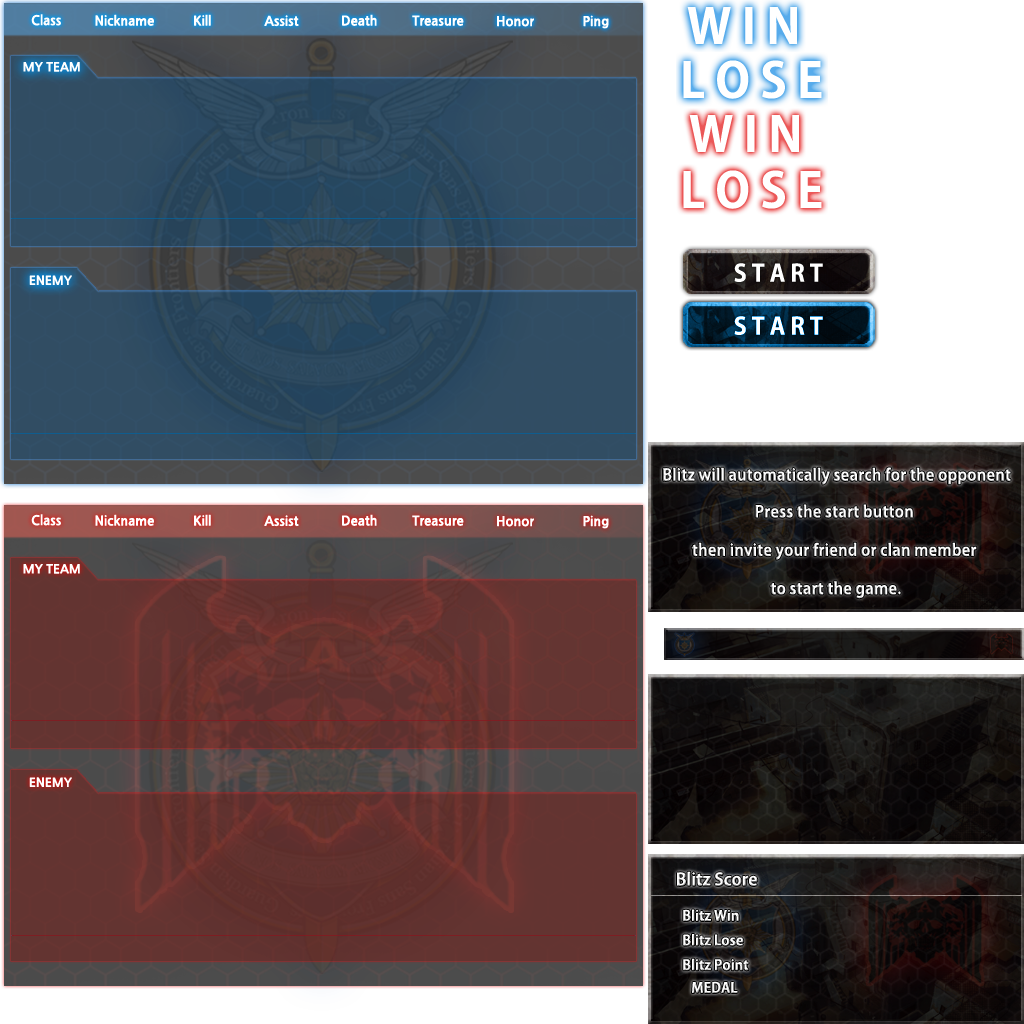 Class Nickname Kill Assist Death Treasure Honor Ping
MY TEAM
ENEMY
Class Nickname Kill Assist Death Treasure Honor Ping
MY TEAM
ENEMY
WIN
LOSE
WIN
LOSE
START
START
Blitz will automatically search for the opponent
Press the start button
then invite your friend or clan member
to start the game.
Blitz Score
Blitz Win
Blitz Lose
Blitz Point
MEDAL